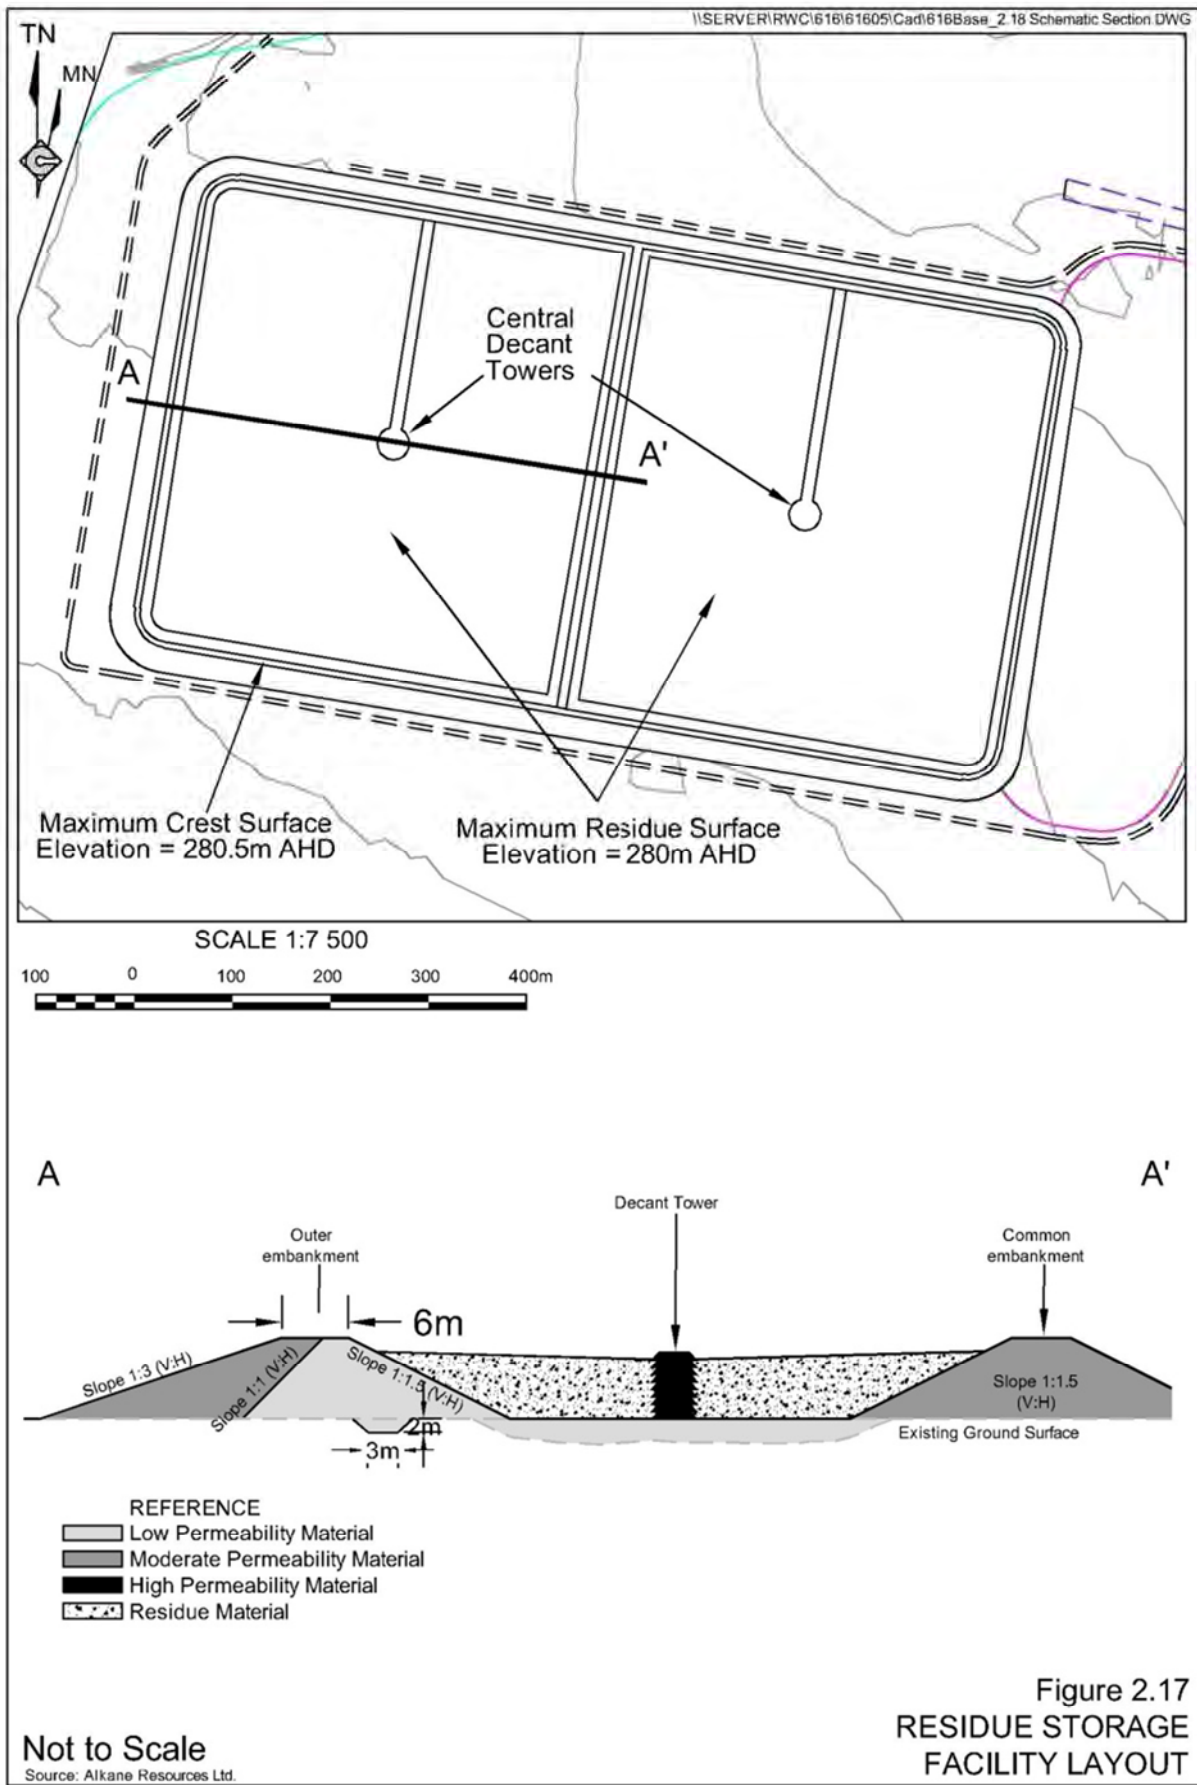 \\SERVER\RWC\616\61605\Cad\616Base_2.18 Schematic Section.DWG
TN
MN
Central
Decant
Towers
A
A'
Maximum Crest Surface
Elevation = 280.5m AHD
Maximum Residue Surface
Elevation = 280m AHD
SCALE 1:7 500
100 0 100 200 300 400m
A
A'
Decant Tower
Outer
embankment
Common
embankment
6m
Slope 1:3 (V:H)
Slope 1:1 (V:H)
Slope 1:1.5 (V:H)
Slope 1:1.5
(V:H)
2m
3m
Existing Ground Surface
REFERENCE
Low Permeability Material
Moderate Permeability Material
High Permeability Material
Residue Material
Figure 2.17
RESIDUE STORAGE
FACILITY LAYOUT
Not to Scale
Source: Alkane Resources Ltd.